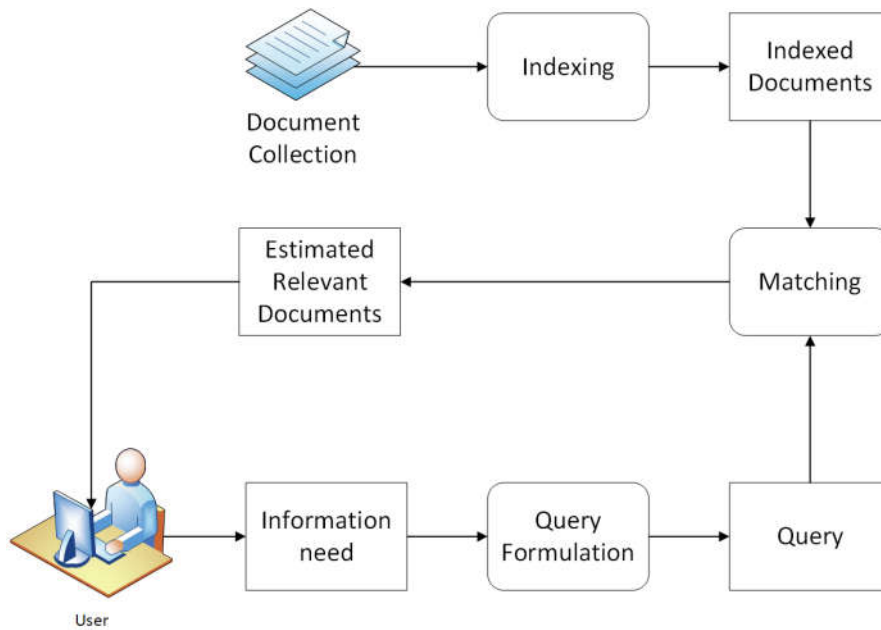 Document
Collection
Indexing
Indexed
Documents
Estimated
Relevant
Documents
Matching
Information
need
Query
Formulation
Query
User